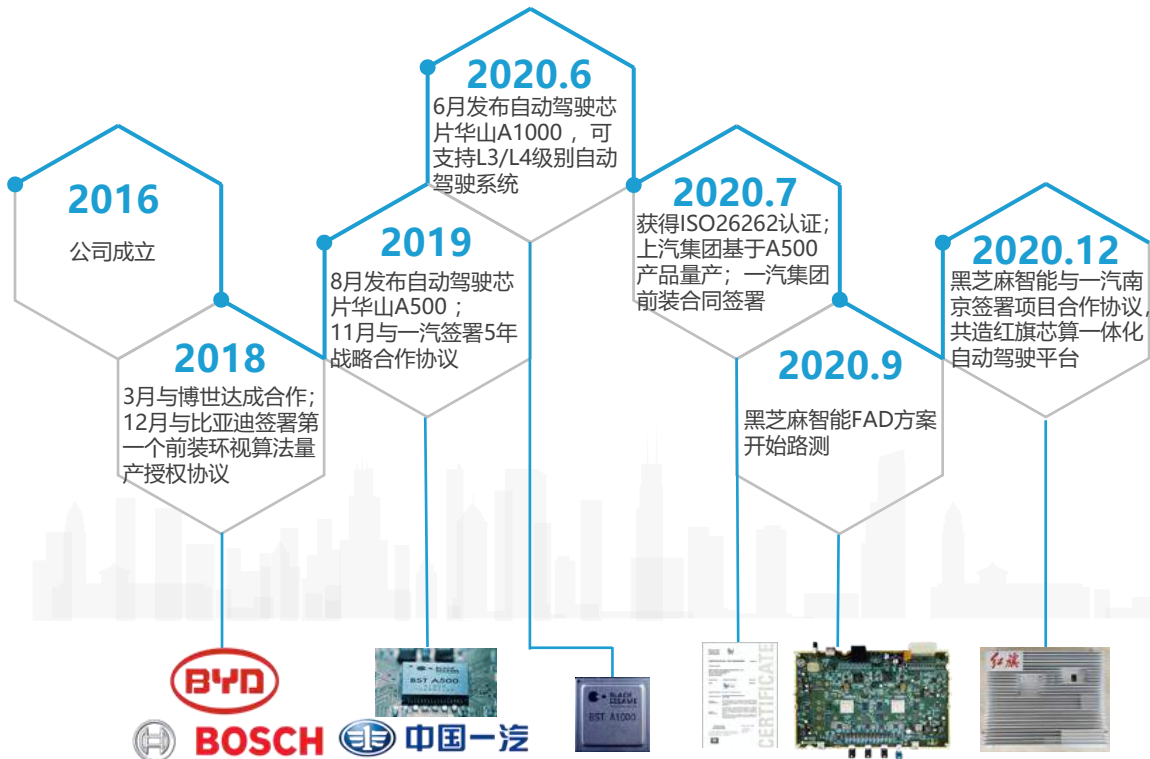 2016
公司成立
2018
3月与博世达成合作；
12月与比亚迪签署第
一个前装环视算法量
产授权协议
2019
8月发布自动驾驶芯
片华山A500；
11月与一汽签署5年
战略合作协议
2020.6
6月发布自动驾驶芯
片华山A1000，可
支持L3/L4级别自动
驾驶系统
2020.7
获得ISO26262认证；
上汽集团基于A500
产品量产；一汽集团
前装合同签署
2020.9
黑芝麻智能FAD方案
开始路测
2020.12
黑芝麻智能与一汽南
京签署项目合作协议，
共造红旗芯算一体化
自动驾驶平台
BYD
BOSCH
中国一汽
BLACK
SESAME
BST A500
BLACK
SESAME
BST A1000
CERTIFICATE
红旗